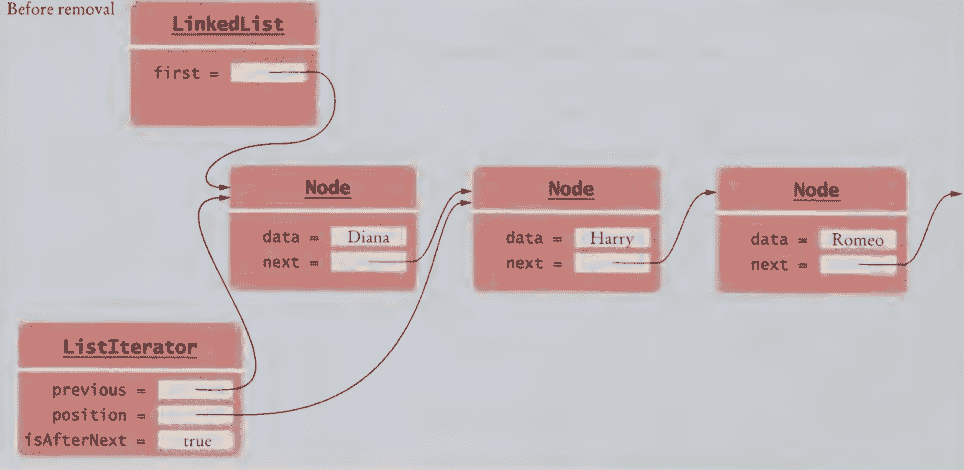 Before removal
LinkedList
first =
Node
data = Diana
next =
Node
data = Harry
next =
Node
data = Romeo
next =
ListIterator
previous =
position =
isAfterNext = true